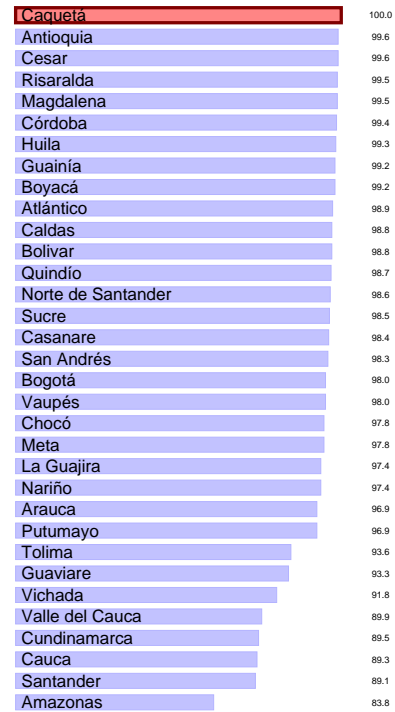 Caquetá 100.0
Antioquia 99.6
Cesar 99.6
Risaralda 99.5
Magdalena 99.5
Córdoba 99.4
Huila 99.3
Guainía 99.2
Boyacá 99.2
Atlántico 98.9
Caldas 98.8
Bolivar 98.8
Quindío 98.7
Norte de Santander 98.6
Sucre 98.5
Casanare 98.4
San Andrés 98.3
Bogotá 98.0
Vaupés 98.0
Chocó 97.8
Meta 97.8
La Guajira 97.4
Nariño 97.4
Arauca 96.9
Putumayo 96.9
Tolima 93.6
Guaviare 93.3
Vichada 91.8
Valle del Cauca 89.9
Cundinamarca 89.5
Cauca 89.3
Santander 89.1
Amazonas 83.8